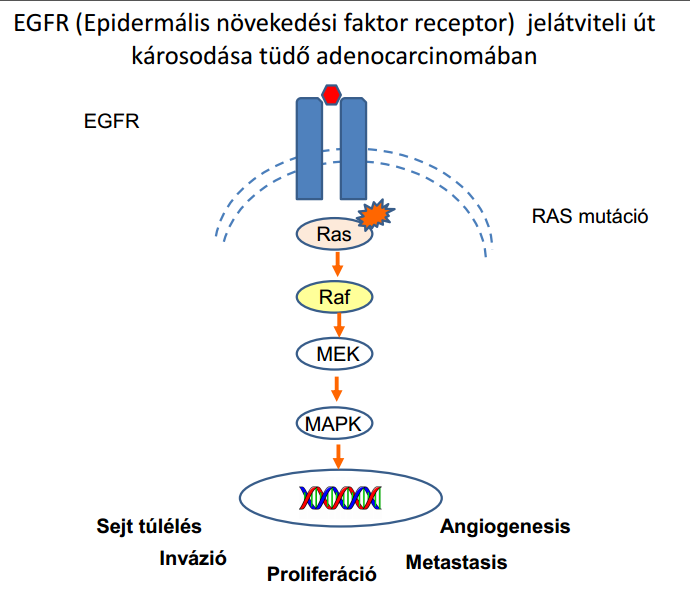 EGFR (Epidermális növekedési faktor receptor) jelátviteli út
károsodása tüdő adenocarcinomában
EGFR
RAS mutáció
Ras
Raf
MEK
MAPK
Sejt túlélés
Angiogenesis
Invázió
Metastasis
Proliferáció